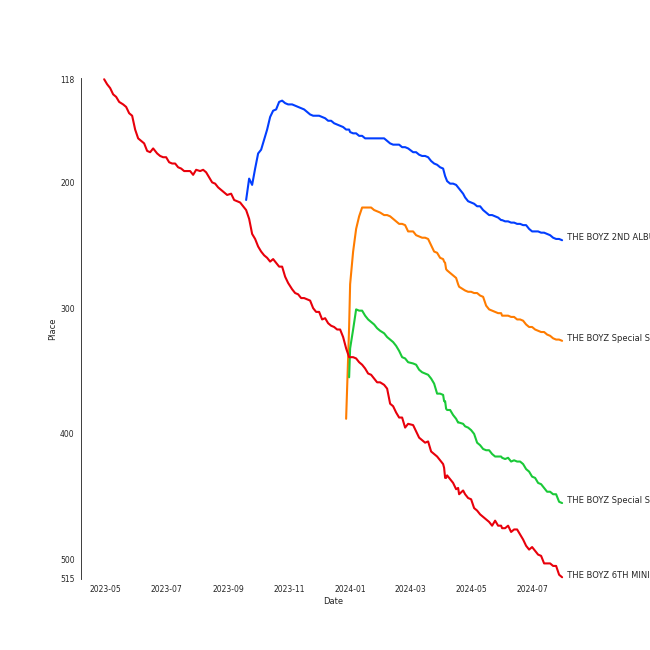 118
200
300
400
500
515
Place
2023-05 2023-07 2023-09 2023-11 2024-01 2024-03 2024-05 2024-07
Date
THE BOYZ 2ND ALBU
THE BOYZ Special S
THE BOYZ Special S
THE BOYZ 6TH MINI